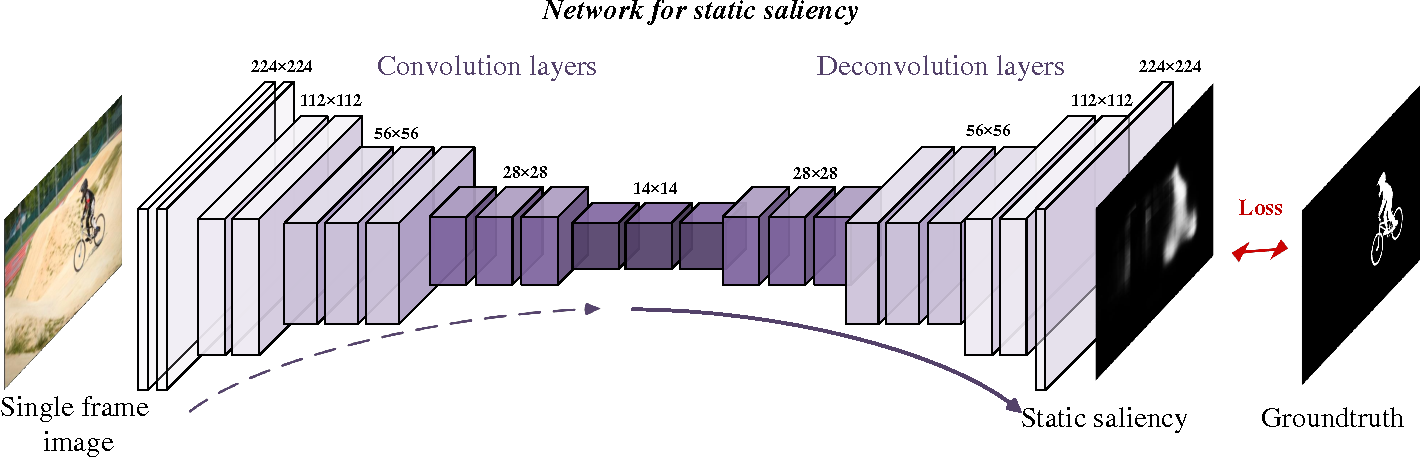 Network for static saliency
Convolution layers
Deconvolution layers
224×224
112×112
56×56
28×28
14×14
28×28
56×56
112×112
224×224
Loss
Single frame
image
Static saliency
Groundtruth